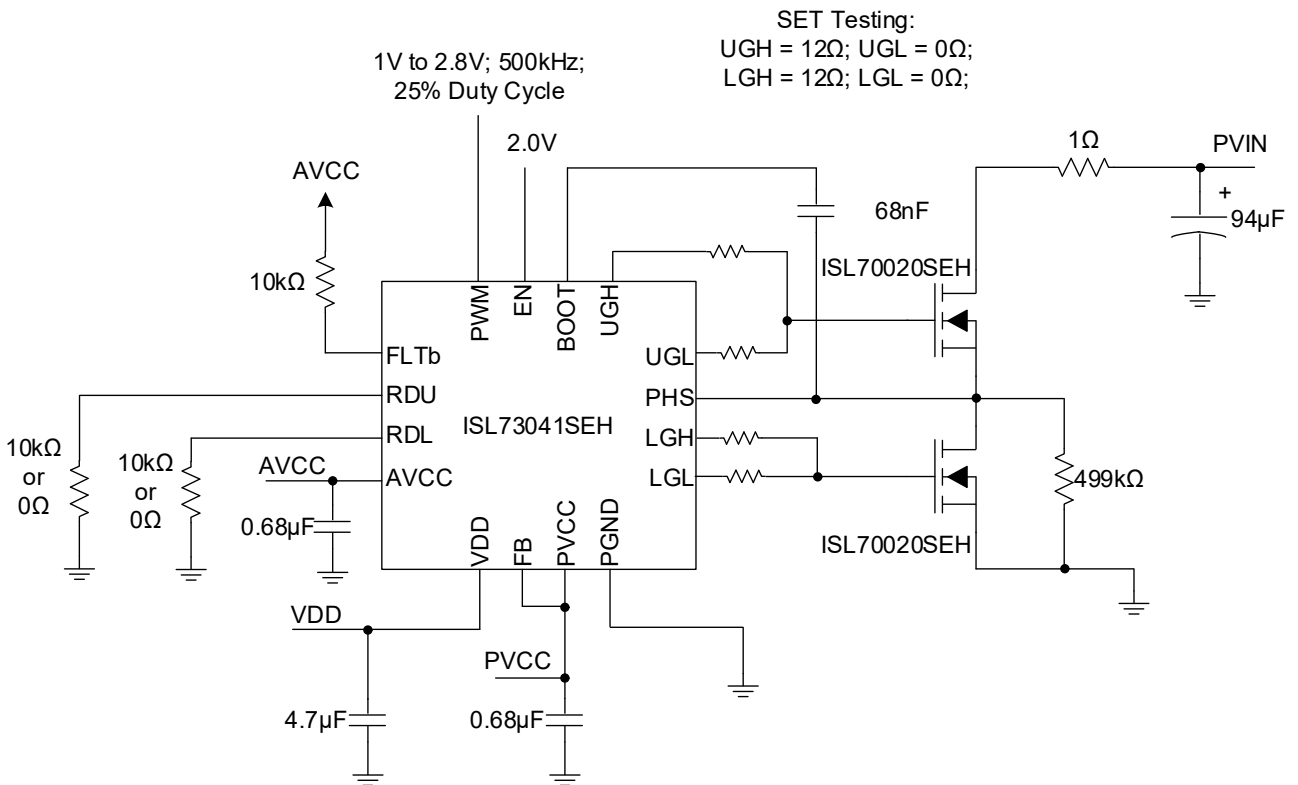 SET Testing:
UGH = 12Ω; UGL = 0Ω;
LGH = 12Ω; LGL = 0Ω;
1V to 2.8V; 500kHz;
25% Duty Cycle
2.0V
1Ω
PVIN
AVCC
68nF
+
94µF
ISL70020SEH
10kΩ
PWM
EN
BOOT
UGH
FLTb
UGL
RDU
PHS
ISL73041SEH
RDL
LGH
10kΩ
or
0Ω
10kΩ
or
0Ω
AVCC
AVCC
LGL
499kΩ
0.68µF
VDD
FB
PVCC
PGND
ISL70020SEH
VDD
PVCC
4.7µF
0.68µF